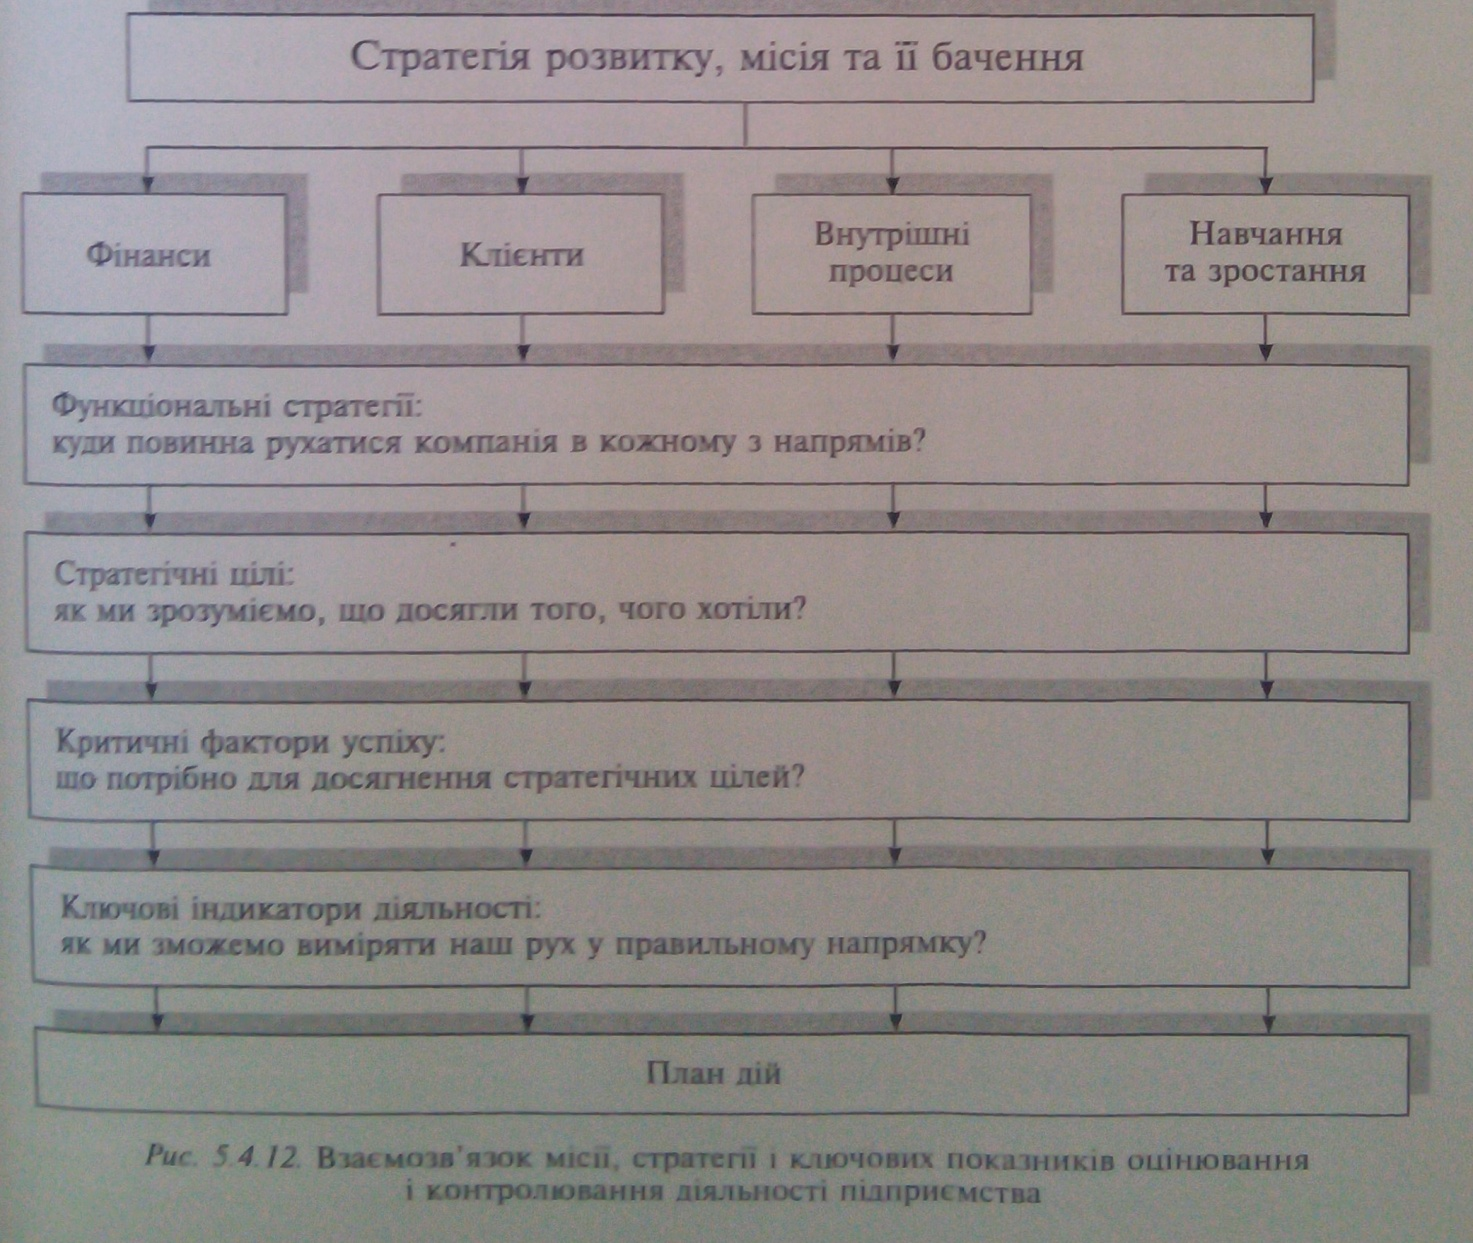 Стратегія розвитку, місія та її бачення
Фінанси
Клієнти
Внутрішні
процеси
Навчання
та зростання
Функціональні стратегії:
куди повинна рухатися компанія в кожному з напрямів?
Стратегічні цілі:
як ми зрозуміємо, що досягли того, чого хотіли?
Критичні фактори успіху:
що потрібно для досягнення стратегічних цілей?
Ключові індикатори діяльності:
як ми зможемо виміряти наш рух у правильному напрямку?
План дій
Рис. 5.4.12. Взаємозв'язок місії, стратегії і ключових показників оцінювання
і контролювання діяльності підприємства